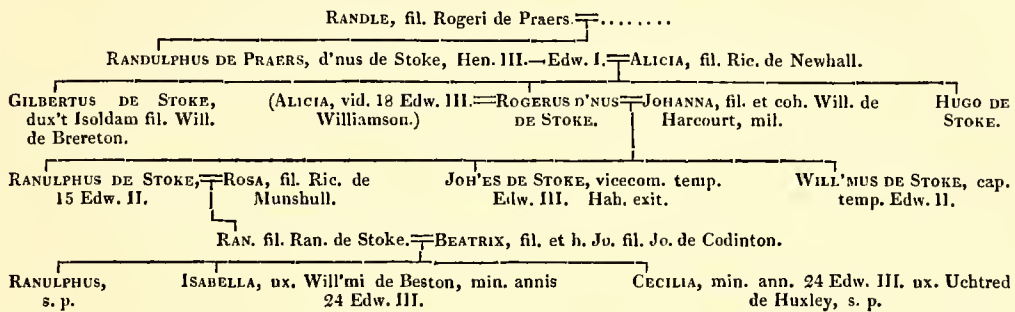 RANDLE, fil. Rogeri de Praers.=........
RANDULPHUS DE PRAERS, d'nus de Stoke, Hen. III.—Edw. I.=ALICIA, fil. Ric. de Newhall.
GILBERTUS DE STOKE,
dux't Isoldam fil. Will.
de Brereton.
(ALICIA, vid. 18 Edw. III.
Williamson.)
=ROGERUS D'NUS=
DE STOKE.
JOHANNA, fil. et coh. Will. de
Harcourt, mil.
HUGO DE
STOKE.
RANULPHUS DE STOKE,=
15 Edw. II.
ROSA, fil. Ric. de
Munshull.
JOH'ES DE STOKE, vicecom. temp.
Edw. III. Hab. exit.
WILL'MUS DE STOKE, cap.
temp. Edw. II.
RAN. fil. Ran. de Stoke.=BEATRIX, fil. et h. Jo. fil. Jo. de Codinton.
RANULPHUS,
s. p.
ISABELLA, ux. Will'mi de Beston, min. annis
24 Edw. III.
CECILIA, min. ann. 24 Edw. III. ux. Uchtred
de Huxley, s. p.